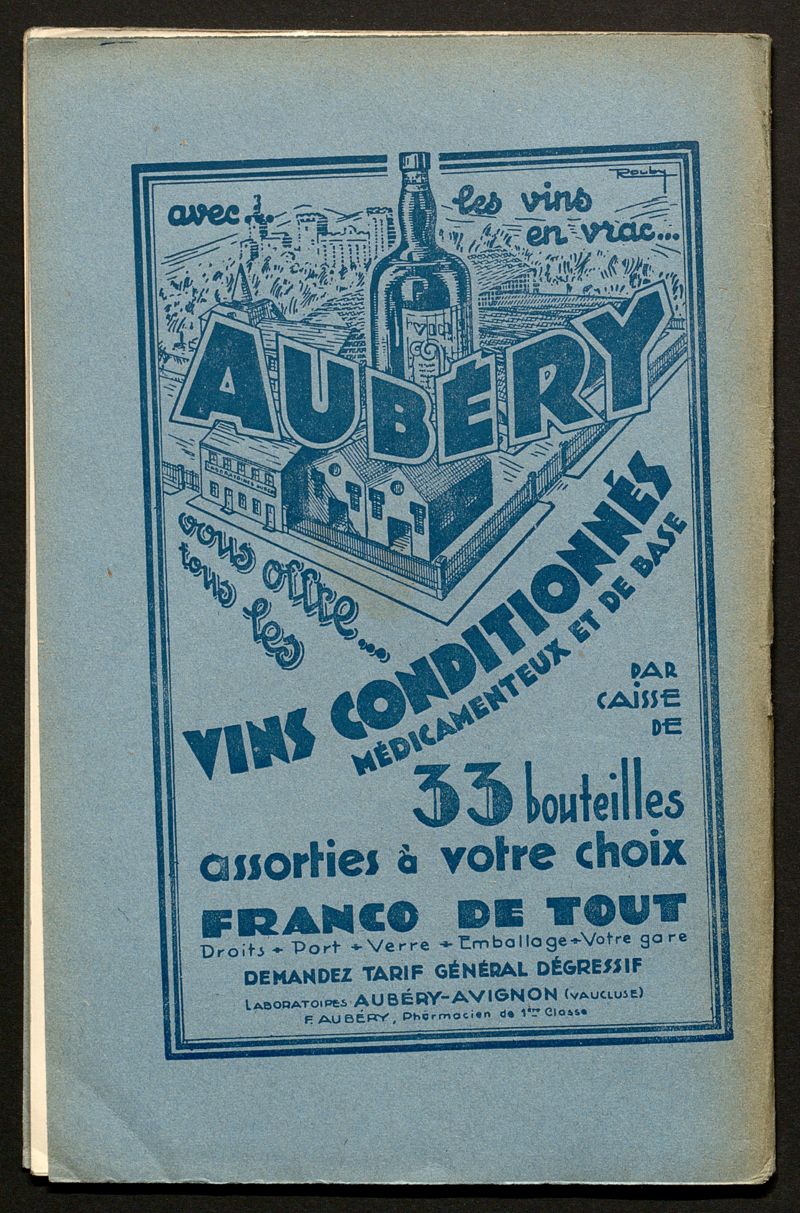 Rouby
avec...
les vins
en vrac...
VIN
AUBÉRY
vous offre...
tous les
VINS CONDITIONNÉS
MÉDICAMENTEUX ET DE BASE
PAR
CAISSE
DE
33 bouteilles
assorties à votre choix
FRANCO DE TOUT
Droits + Port + Verre + Emballage + Votre gare
DEMANDEZ TARIF GÉNÉRAL DÉGRESSIF
LABORATOIRES AUBÉRY-AVIGNON (VAUCLUSE)
F. AUBÉRY, Pharmacien de 1ère Classe